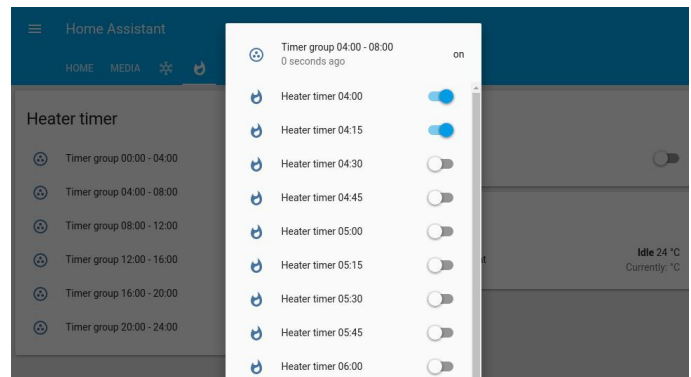 Home Assistant
HOME MEDIA
Heater timer
Timer group 00:00 - 04:00
Timer group 04:00 - 08:00
Timer group 08:00 - 12:00
Timer group 12:00 - 16:00
Timer group 16:00 - 20:00
Timer group 20:00 - 24:00
Timer group 04:00 - 08:00
on
0 seconds ago
Heater timer 04:00
Heater timer 04:15
Heater timer 04:30
Heater timer 04:45
Heater timer 05:00
Heater timer 05:15
Heater timer 05:30
Heater timer 05:45
Heater timer 06:00
Idle 24 °C
Currently: °C